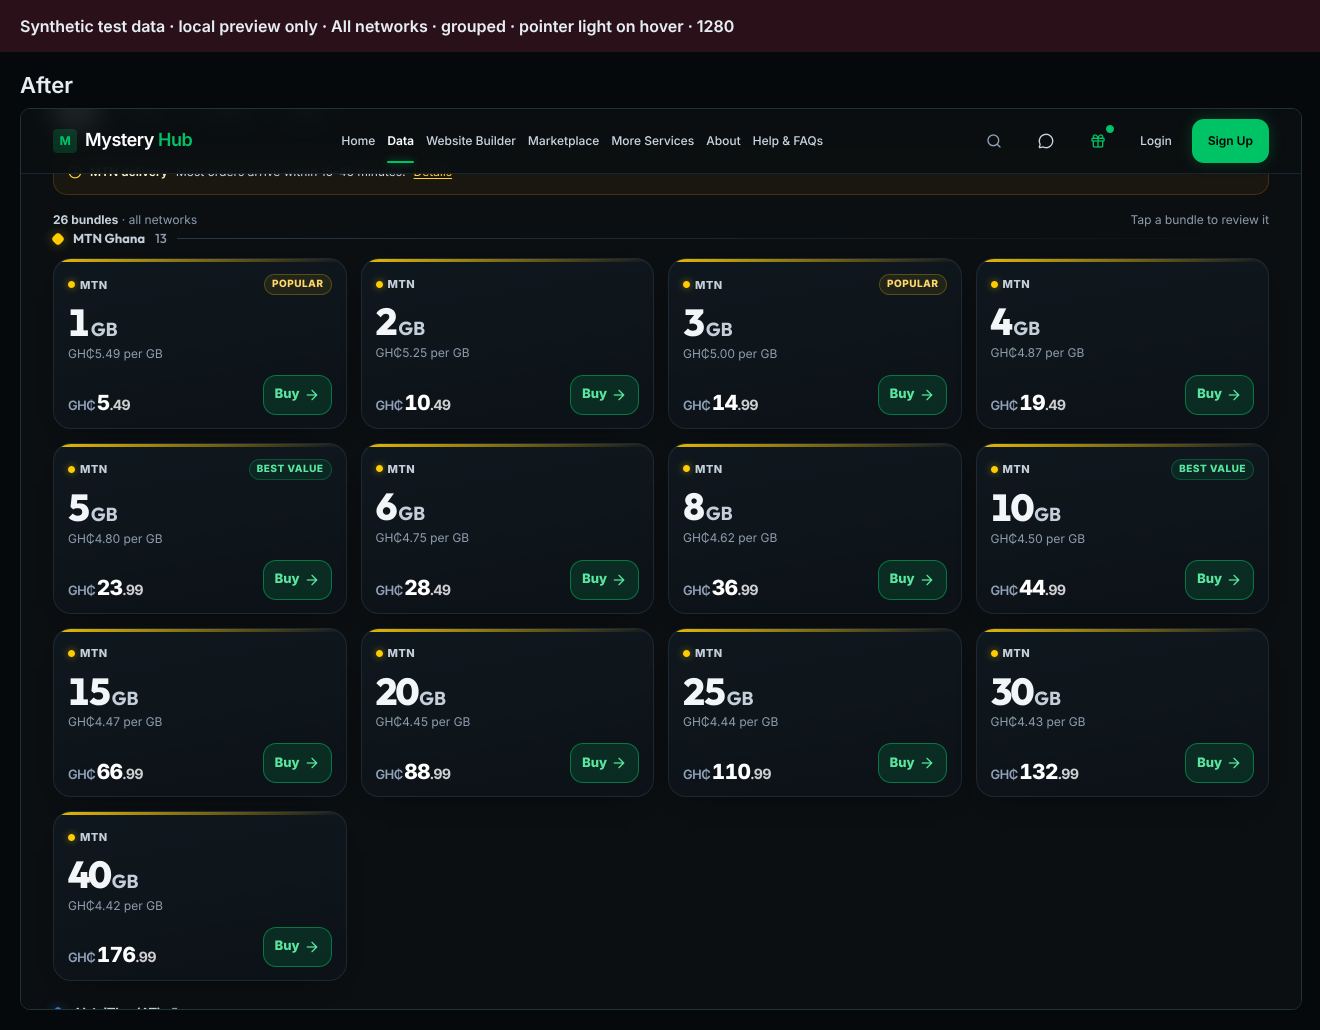 Synthetic test data · local preview only · All networks · grouped · pointer light on hover · 1280
After
M Mystery Hub Home Data Website Builder Marketplace More Services About Help & FAQs Login Sign Up
MTN delivery Most orders arrive within Details
26 bundles · all networks Tap a bundle to review it
MTN Ghana 13
MTN POPULAR
1GB
GH₵5.49 per GB
GH₵5.49 Buy →
MTN
2GB
GH₵5.25 per GB
GH₵10.49 Buy →
MTN POPULAR
3GB
GH₵5.00 per GB
GH₵14.99 Buy →
MTN
4GB
GH₵4.87 per GB
GH₵19.49 Buy →
MTN BEST VALUE
5GB
GH₵4.80 per GB
GH₵23.99 Buy →
MTN
6GB
GH₵4.75 per GB
GH₵28.49 Buy →
MTN
8GB
GH₵4.62 per GB
GH₵36.99 Buy →
MTN BEST VALUE
10GB
GH₵4.50 per GB
GH₵44.99 Buy →
MTN
15GB
GH₵4.47 per GB
GH₵66.99 Buy →
MTN
20GB
GH₵4.45 per GB
GH₵88.99 Buy →
MTN
25GB
GH₵4.44 per GB
GH₵110.99 Buy →
MTN
30GB
GH₵4.43 per GB
GH₵132.99 Buy →
MTN
40GB
GH₵4.42 per GB
GH₵176.99 Buy →